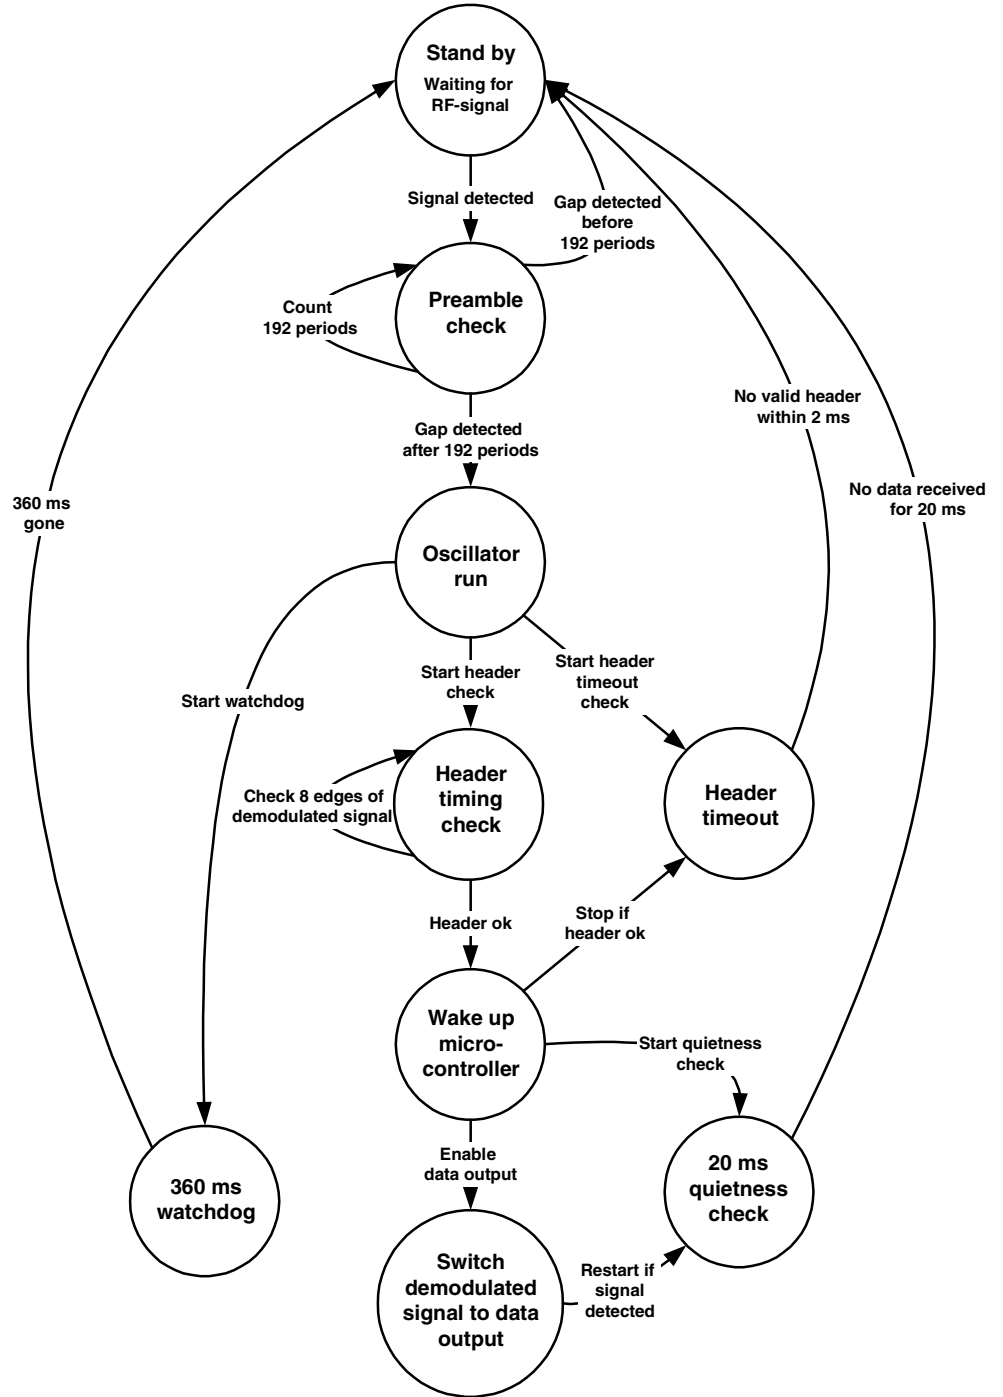 Stand by
Waiting for
RF-signal
Signal detected
Gap detected
before
192 periods
Count
192 periods
Preamble
check
No valid header
within 2 ms
Gap detected
after 192 periods
360 ms
gone
No data received
for 20 ms
Oscillator
run
Start header
check
Start header
timeout
check
Start watchdog
Check 8 edges of
demodulated signal
Header
timing
check
Header
timeout
Header ok
Stop if
header ok
Wake up
micro-
controller
Start quietness
check
Enable
data output
360 ms
watchdog
20 ms
quietness
check
Switch
demodulated
signal to data
output
Restart if
signal
detected